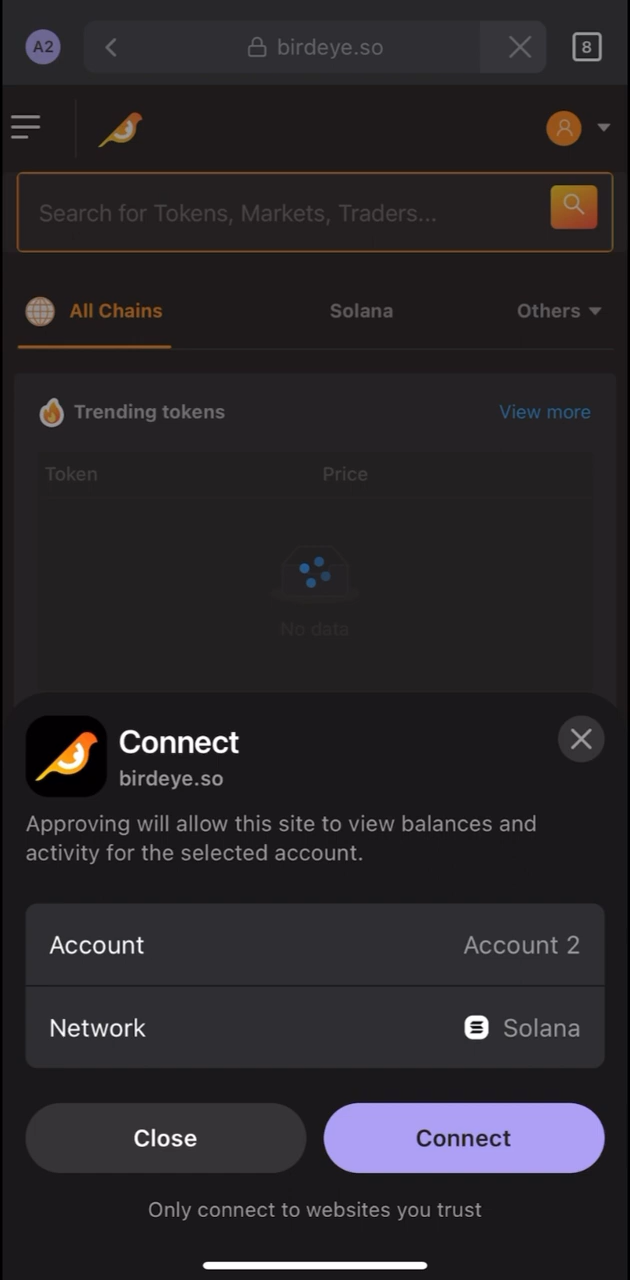 A2
birdeye.so
8
Search for Tokens, Markets, Traders...
All Chains
Solana
Others
Trending tokens
View more
Token
Price
No data
Connect
birdeye.so
Approving will allow this site to view balances and
activity for the selected account.
Account
Account 2
Network
Solana
Close
Connect
Only connect to websites you trust